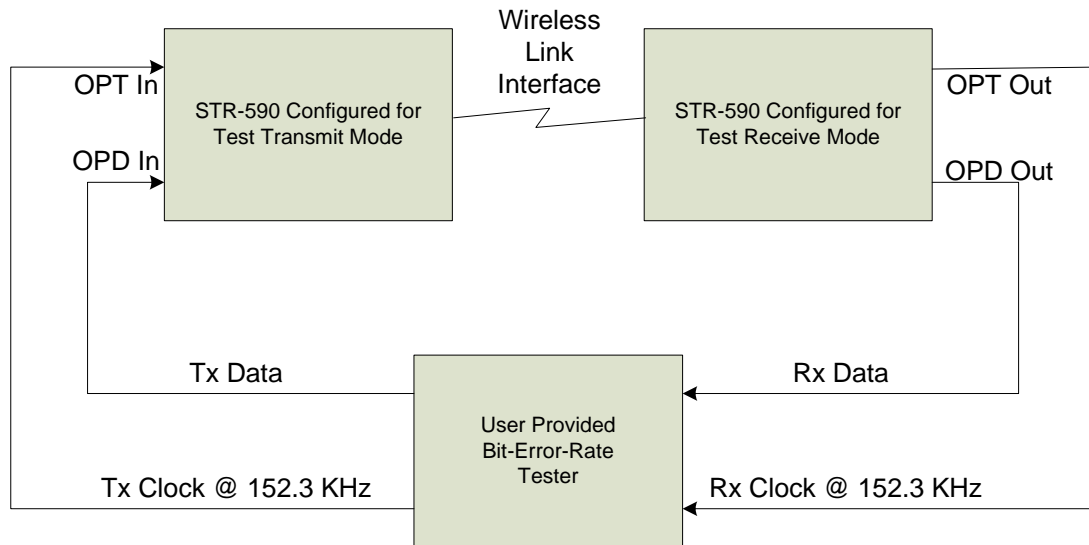 Wireless
Link
Interface
OPT In
OPD In
STR-590 Configured for
Test Transmit Mode
STR-590 Configured for
Test Receive Mode
OPT Out
OPD Out
Tx Data
Rx Data
User Provided
Bit-Error-Rate
Tester
Tx Clock @ 152.3 KHz
Rx Clock @ 152.3 KHz